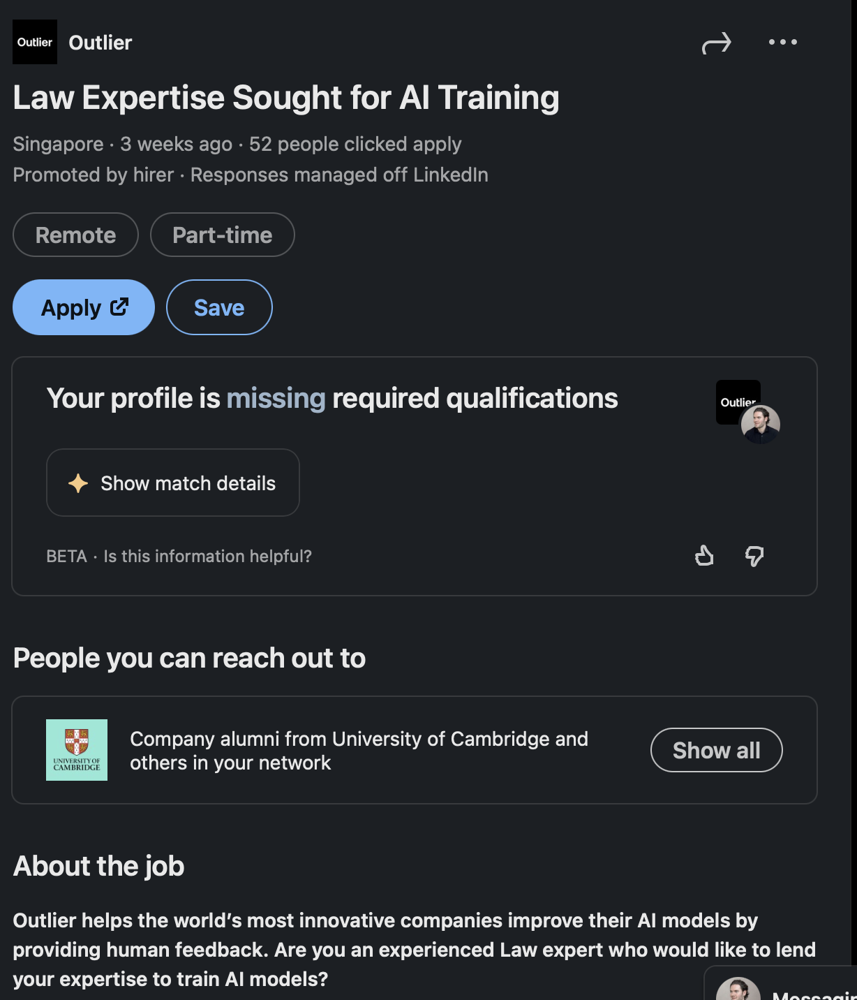 Outlier
Outlier
Law Expertise Sought for AI Training
Singapore · 3 weeks ago · 52 people clicked apply
Promoted by hirer · Responses managed off LinkedIn
Remote
Part-time
Apply
Save
Your profile is missing required qualifications
Outlier
Show match details
BETA · Is this information helpful?
People you can reach out to
UNIVERSITY OF
CAMBRIDGE
Company alumni from University of Cambridge and
others in your network
Show all
About the job
Outlier helps the world’s most innovative companies improve their AI models by
providing human feedback. Are you an experienced Law expert who would like to lend
your expertise to train AI models?